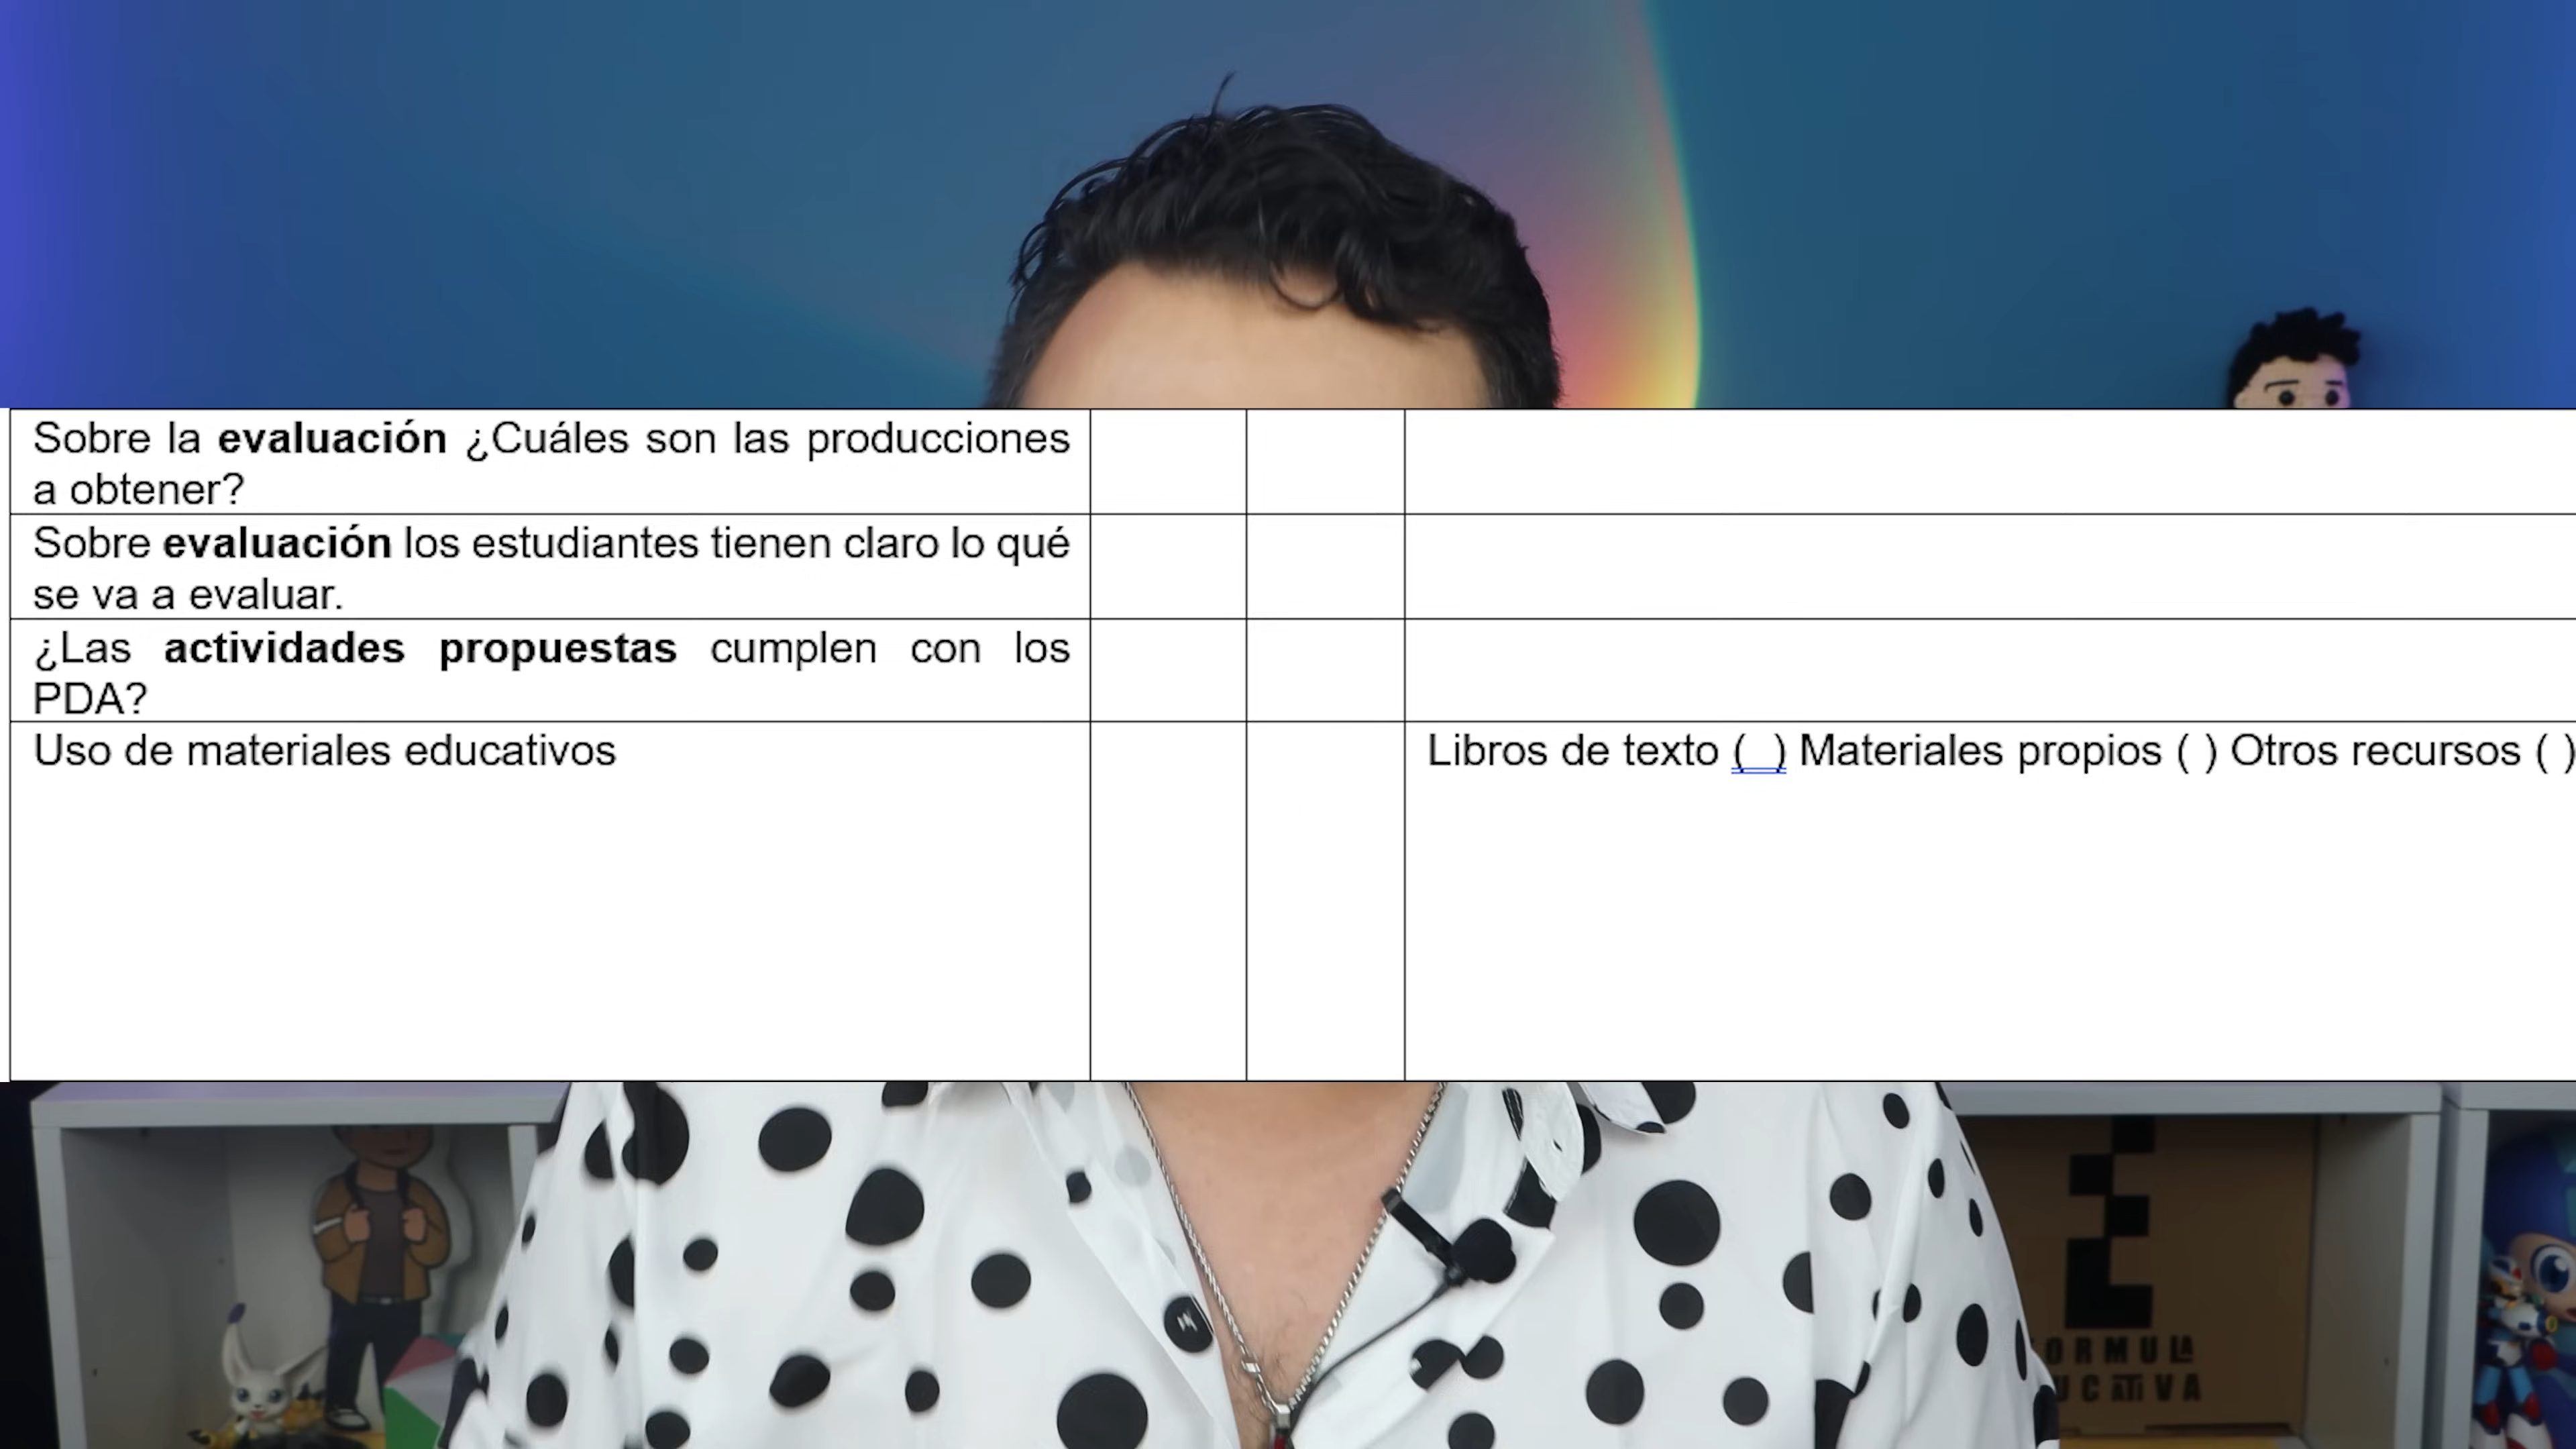 Sobre la evaluación ¿Cuáles son las producciones
a obtener?
Sobre evaluación los estudiantes tienen claro lo qué
se va a evaluar.
¿Las actividades propuestas cumplen con los
PDA?
Uso de materiales educativos
Libros de texto ( ) Materiales propios ( ) Otros recursos ( )